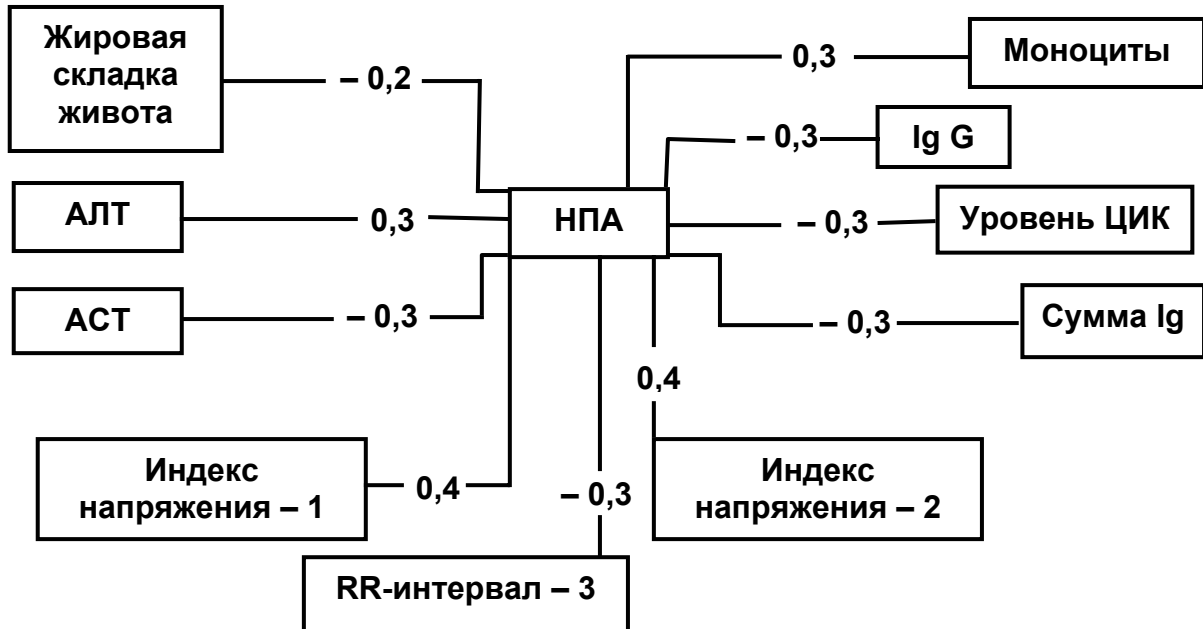 Жировая
складка
живота
– 0,2
0,3
Моноциты
– 0,3
Ig G
АЛТ
0,3
НПА
– 0,3
Уровень ЦИК
АСТ
– 0,3
– 0,3
Сумма Ig
0,4
Индекс
напряжения – 1
0,4
– 0,3
Индекс
напряжения – 2
RR-интервал – 3